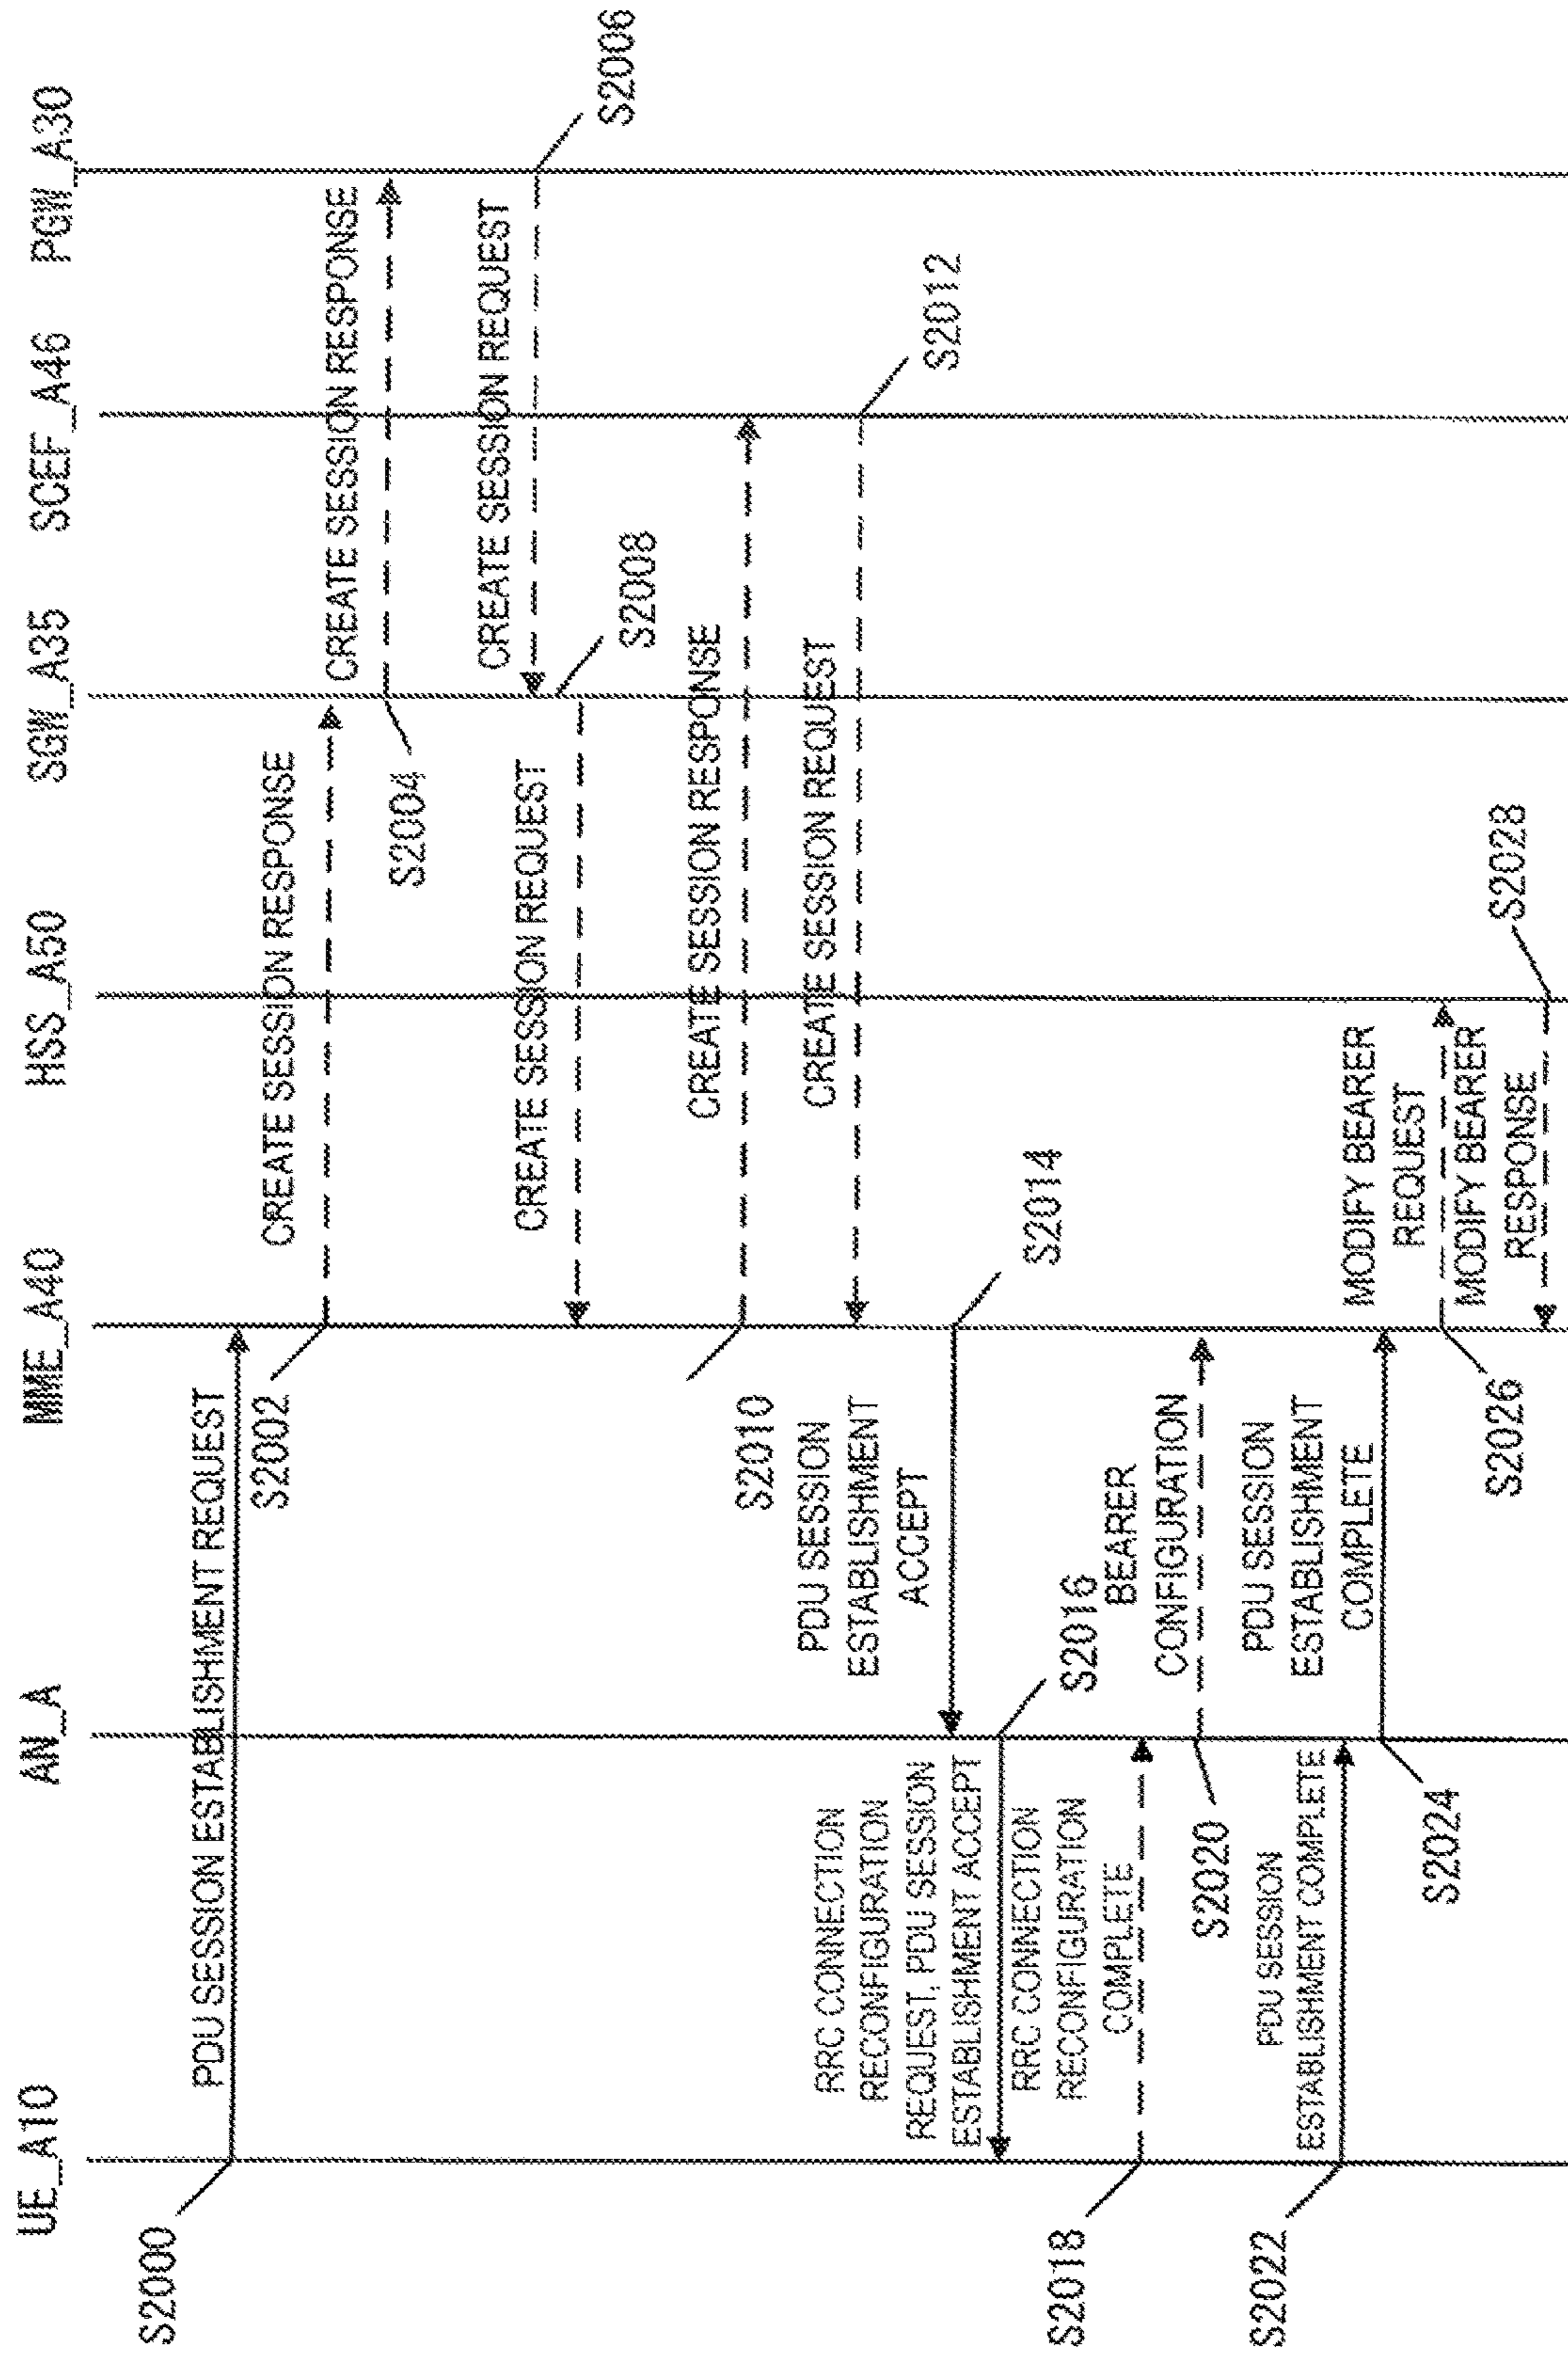 UE_A10
AN_A
MME_A40
HSS_A50
SGW_A35
SCEF_A46
PGW_A30
S2000
PDU SESSION ESTABLISHMENT REQUEST
S2002
CREATE SESSION RESPONSE
S2004
CREATE SESSION RESPONSE
CREATE SESSION REQUEST
S2006
CREATE SESSION REQUEST
S2008
S2010
CREATE SESSION RESPONSE
CREATE SESSION REQUEST
S2012
PDU SESSION
ESTABLISHMENT
ACCEPT
S2014
RRC CONNECTION
RECONFIGURATION
REQUEST, PDU SESSION
ESTABLISHMENT ACCEPT
S2016
S2018
RRC CONNECTION
RECONFIGURATION
COMPLETE
S2020
BEARER
CONFIGURATION
S2022
PDU SESSION
ESTABLISHMENT COMPLETE
S2024
PDU SESSION
ESTABLISHMENT
COMPLETE
S2026
MODIFY BEARER
REQUEST
MODIFY BEARER
RESPONSE
S2028